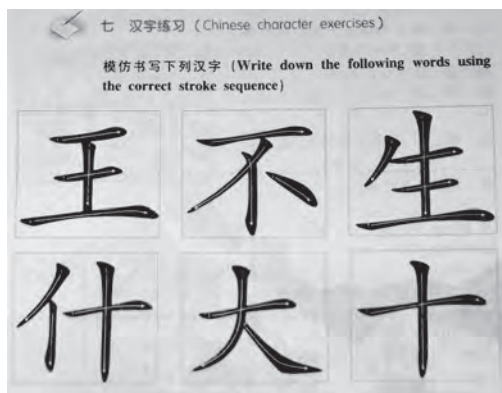 七 汉字练习 (Chinese character exercises)
模仿书写下列汉字 (Write down the following words using
the correct stroke sequence)
王 不 生
什 大 十